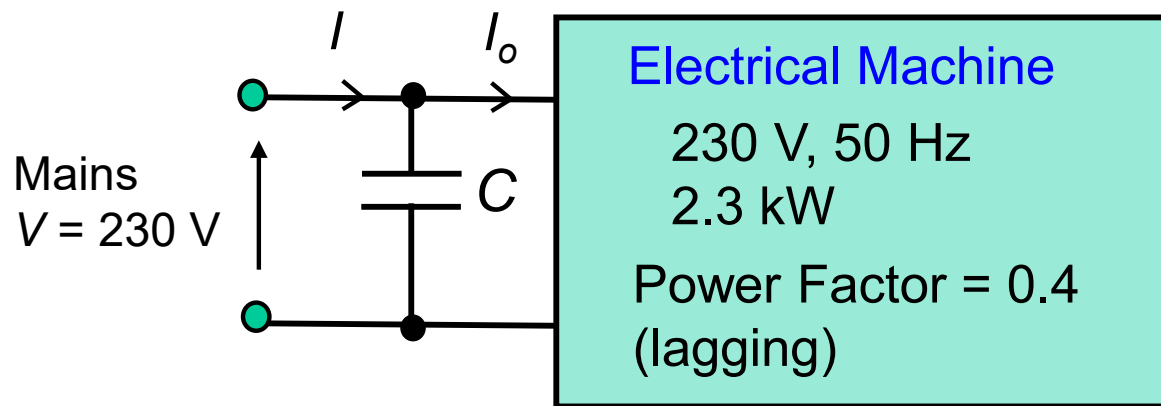 I
Iₒ
Electrical Machine
230 V, 50 Hz
2.3 kW
Power Factor = 0.4
(lagging)
Mains
V = 230 V
C